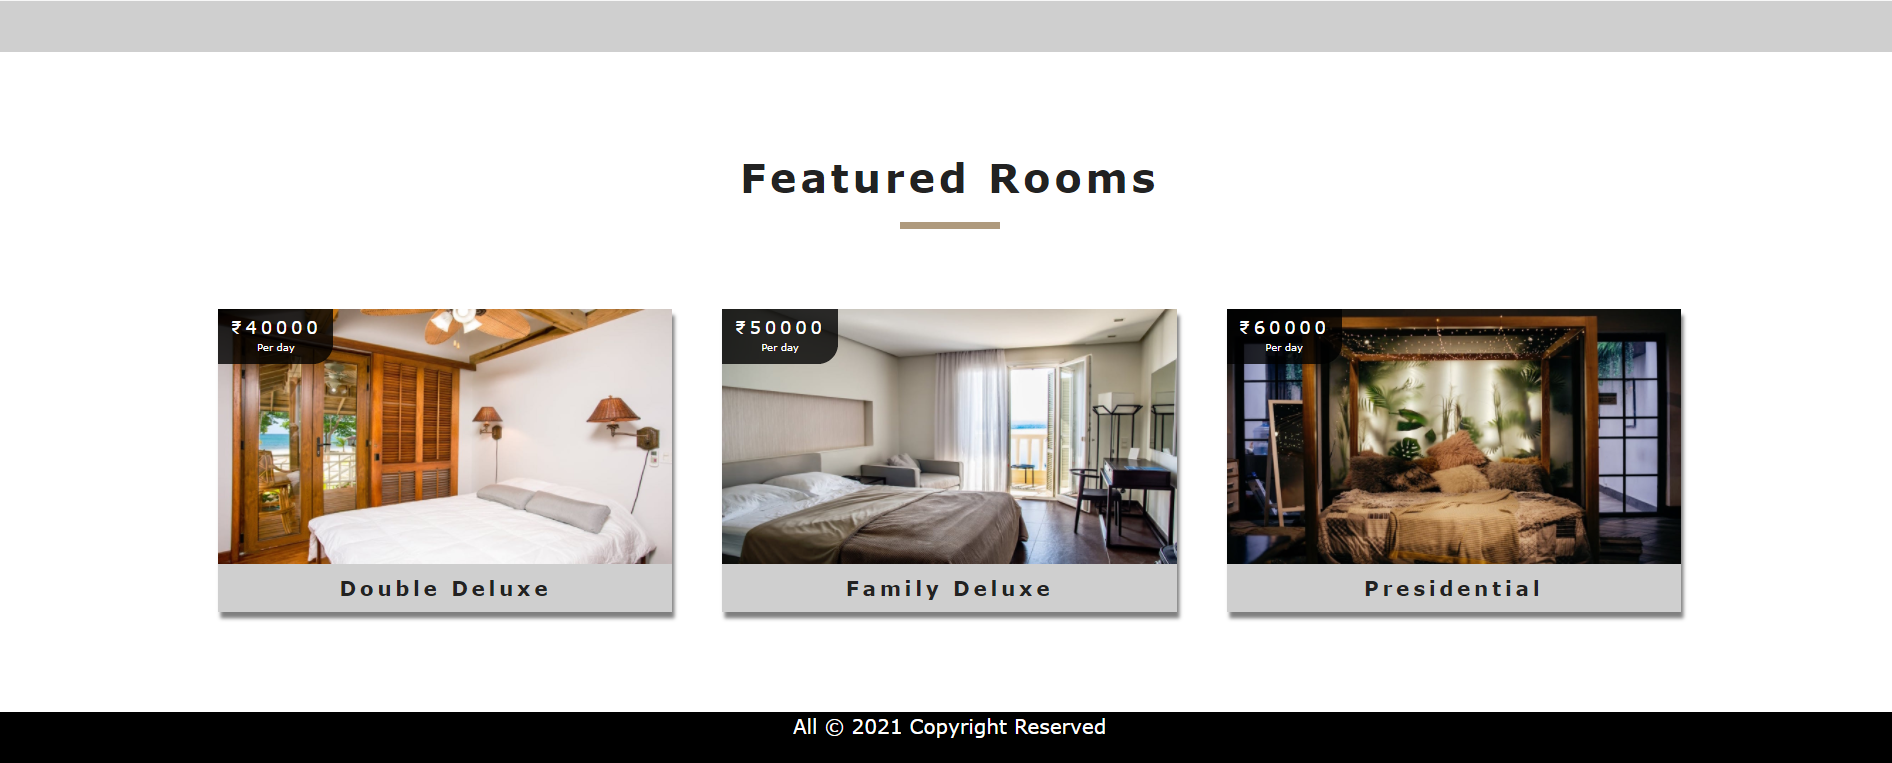 Featured Rooms
₹40000
Per day
Double Deluxe
₹50000
Per day
Family Deluxe
₹60000
Per day
Presidential
All © 2021 Copyright Reserved